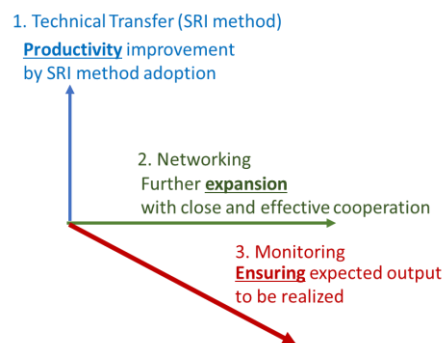 1. Technical Transfer (SRI method)
Productivity improvement
by SRI method adoption
2. Networking
Further expansion
with close and effective cooperation
3. Monitoring
Ensuring expected output
to be realized